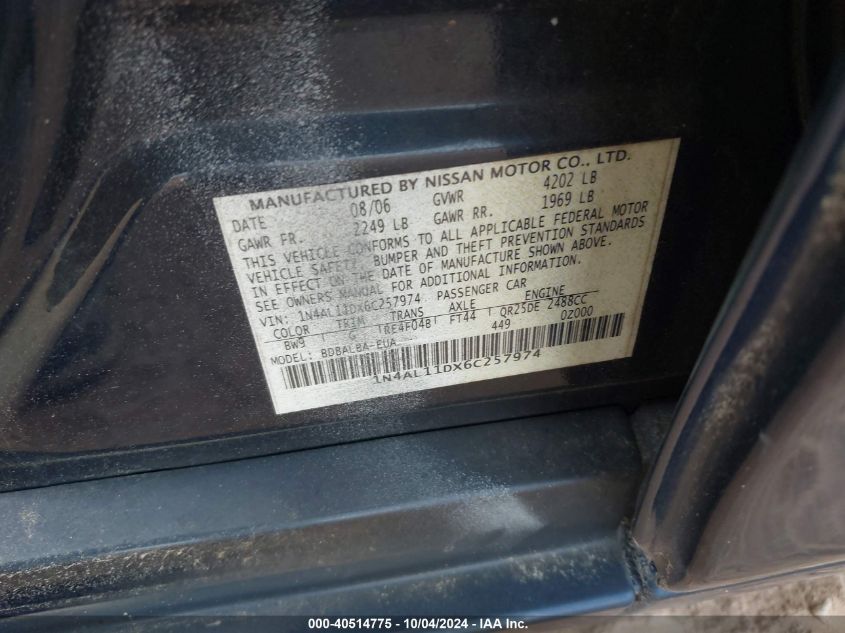 MANUFACTURED BY NISSAN MOTOR CO., LTD.
DATE 08/06 GVWR 4202 LB
GAWR FR. 2249 LB GAWR RR. 1969 LB
THIS VEHICLE CONFORMS TO ALL APPLICABLE FEDERAL MOTOR
VEHICLE SAFETY, BUMPER AND THEFT PREVENTION STANDARDS
IN EFFECT ON THE DATE OF MANUFACTURE SHOWN ABOVE.
SEE OWNERS MANUAL FOR ADDITIONAL INFORMATION.
VIN: 1N4AL11DX6C257974 PASSENGER CAR
COLOR TRIM TRANS AXLE ENGINE
BW9 RE4F04B FT44 QR25DE 2488CC
MODEL: BDBALBA-EUA 449 0Z000
1N4AL11DX6C257974
000-40514775 - 10/04/2024 - IAA Inc.